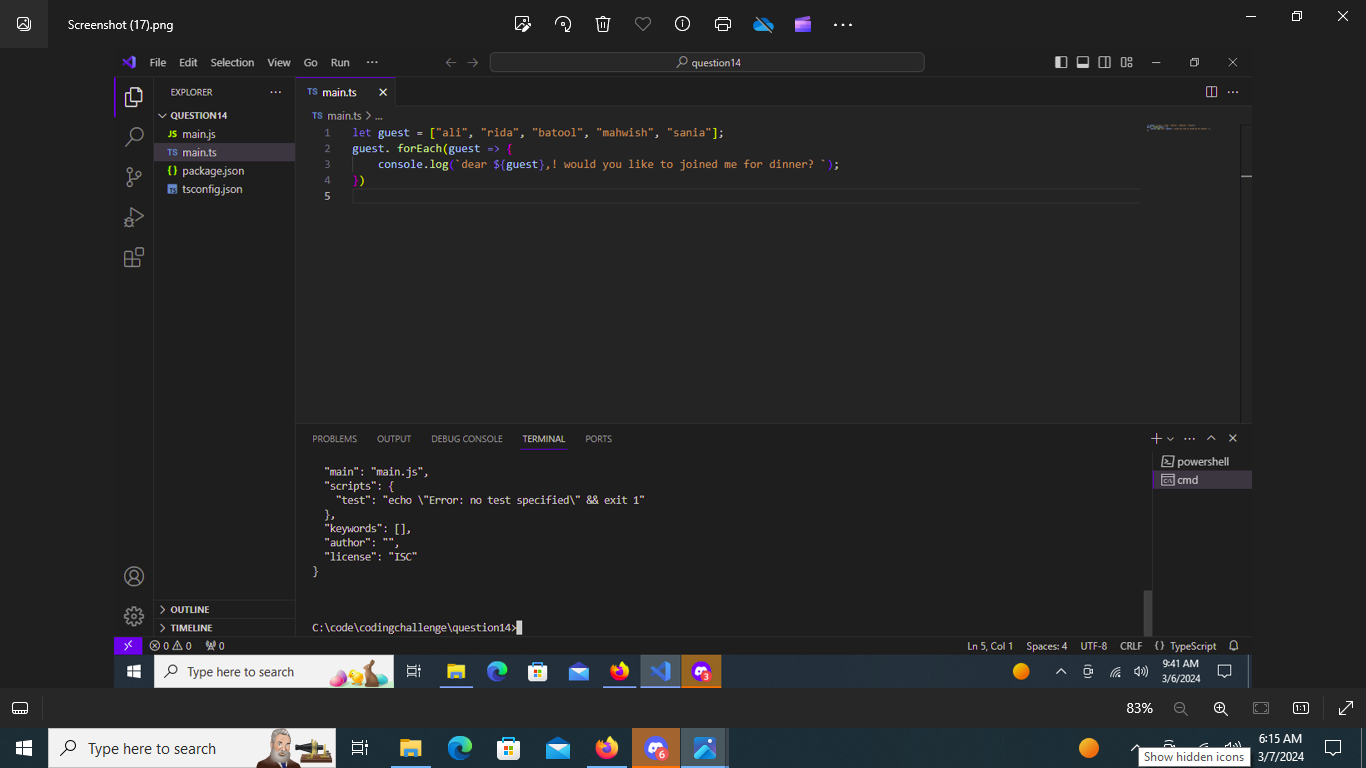 Screenshot (17).png
File Edit Selection View Go Run ··· question14
EXPLORER ···
QUESTION14
JS main.js
TS main.ts
{} package.json
TS tsconfig.json
OUTLINE
TIMELINE
TS main.ts
TS main.ts > ...
1 let guest = ["ali", "rida", "batool", "mahwish", "sania"];
2 guest. forEach(guest => {
3     console.log(`dear ${guest},! would you like to joined me for dinner? `);
4 })
5
PROBLEMS OUTPUT DEBUG CONSOLE TERMINAL PORTS
powershell
cmd
"main": "main.js",
"scripts": {
"test": "echo \"Error: no test specified\" && exit 1"
},
"keywords": [],
"author": "",
"license": "ISC"
}
C:\code\codingchallenge\question14>
0 0 0 Ln 5, Col 1 Spaces: 4 UTF-8 CRLF {} TypeScript
Type here to search 3 9:41 AM
3/6/2024
83% 1:1
Type here to search 6 6:15 AM
3/7/2024
Show hidden icons